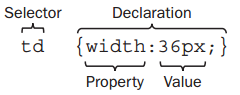 Selector Declaration
td {width:36px;}
Property Value